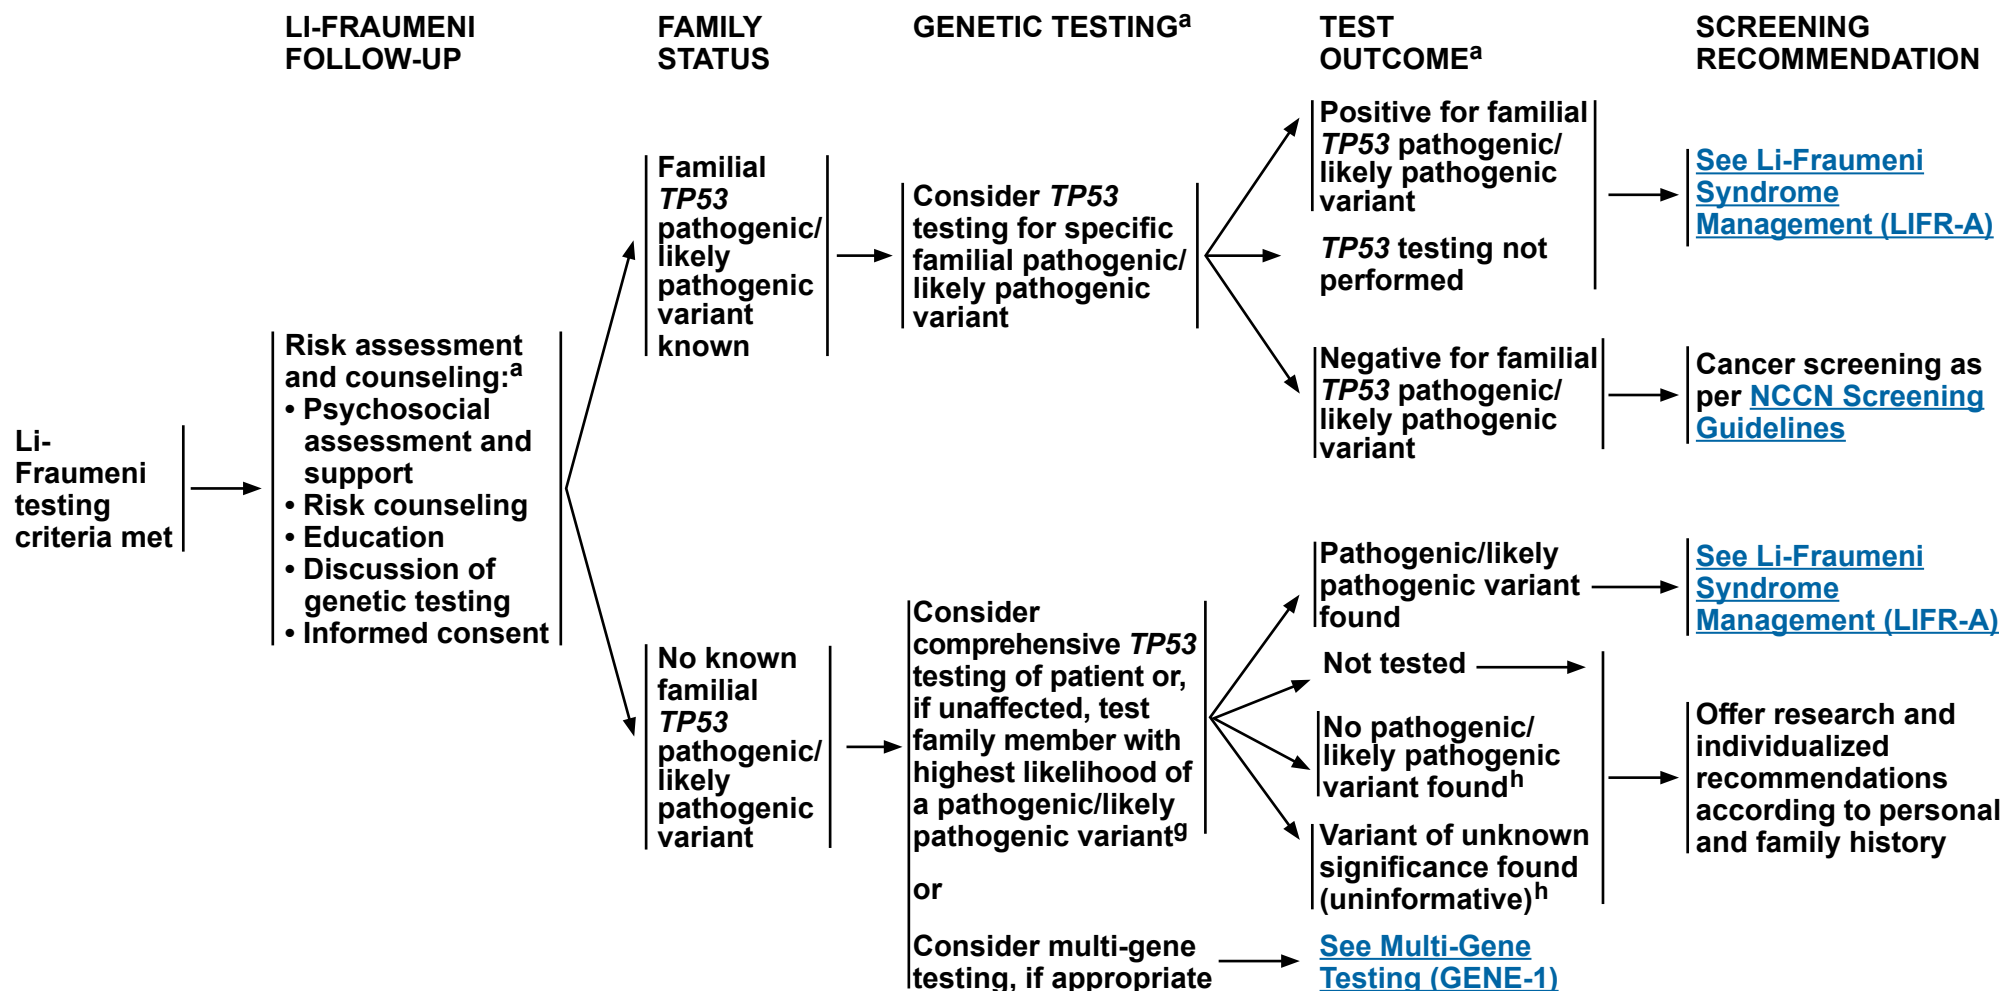 LI-FRAUMENI
FOLLOW-UP
FAMILY
STATUS
GENETIC TESTINGa
TEST
OUTCOMEa
SCREENING
RECOMMENDATION
Li-
Fraumeni
testing
criteria met
Risk assessment
and counseling:a
• Psychosocial
assessment and
support
• Risk counseling
• Education
• Discussion of
genetic testing
• Informed consent
Familial
TP53
pathogenic/
likely
pathogenic
variant
known
Consider TP53
testing for specific
familial pathogenic/
likely pathogenic
variant
Positive for familial
TP53 pathogenic/
likely pathogenic
variant
TP53 testing not
performed
See Li-Fraumeni
Syndrome
Management (LIFR-A)
Negative for familial
TP53 pathogenic/
likely pathogenic
variant
Cancer screening as
per NCCN Screening
Guidelines
No known
familial
TP53
pathogenic/
likely
pathogenic
variant
Consider
comprehensive TP53
testing of patient or,
if unaffected, test
family member with
highest likelihood of
a pathogenic/likely
pathogenic variantg
or
Consider multi-gene
testing, if appropriate
Pathogenic/likely
pathogenic variant
found
See Li-Fraumeni
Syndrome
Management (LIFR-A)
Not tested
No pathogenic/
likely pathogenic
variant foundh
Variant of unknown
significance found
(uninformative)h
Offer research and
individualized
recommendations
according to personal
and family history
See Multi-Gene
Testing (GENE-1)